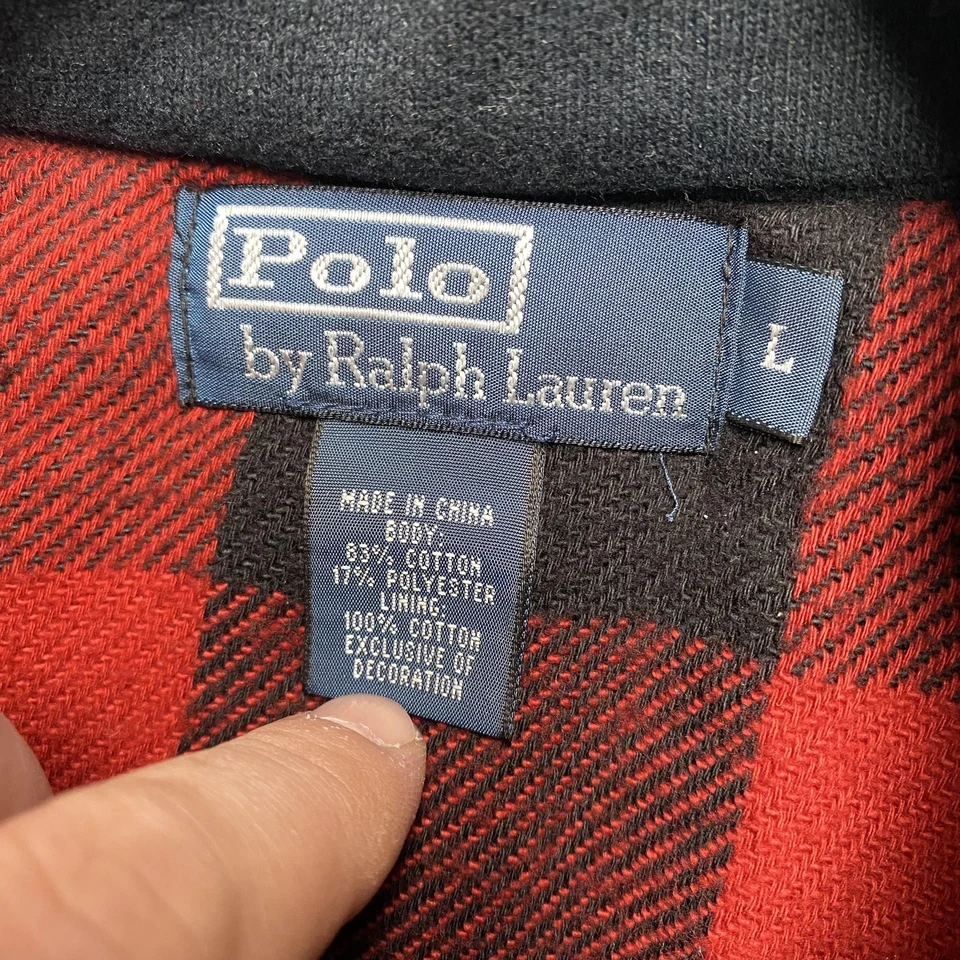 Polo
by Ralph Lauren
L
MADE IN CHINA
BODY:
83% COTTON
17% POLYESTER
LINING:
100% COTTON
EXCLUSIVE OF
DECORATION